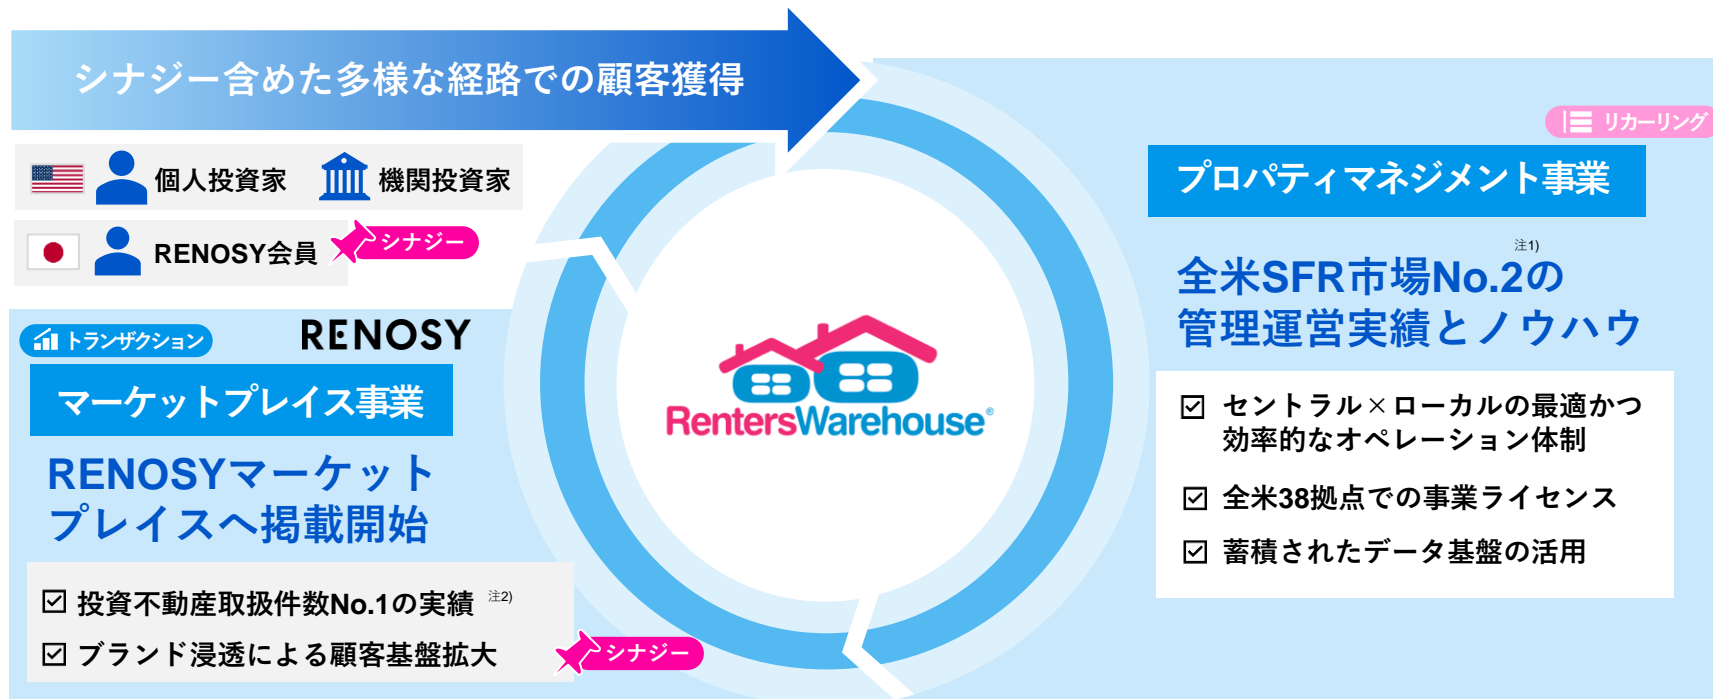 シナジー含めた多様な経路での顧客獲得
個人投資家
機関投資家
RENOSY会員
シナジー
トランザクション
RENOSY
マーケットプレイス事業
RENOSYマーケット
プレイスへ掲載開始
投資不動産取扱件数No.1の実績 注2)
ブランド浸透による顧客基盤拡大
シナジー
RentersWarehouse®
リカーリング
プロパティマネジメント事業
注1)
全米SFR市場No.2の
管理運営実績とノウハウ
セントラル×ローカルの最適かつ
効率的なオペレーション体制
全米38拠点での事業ライセンス
蓄積されたデータ基盤の活用